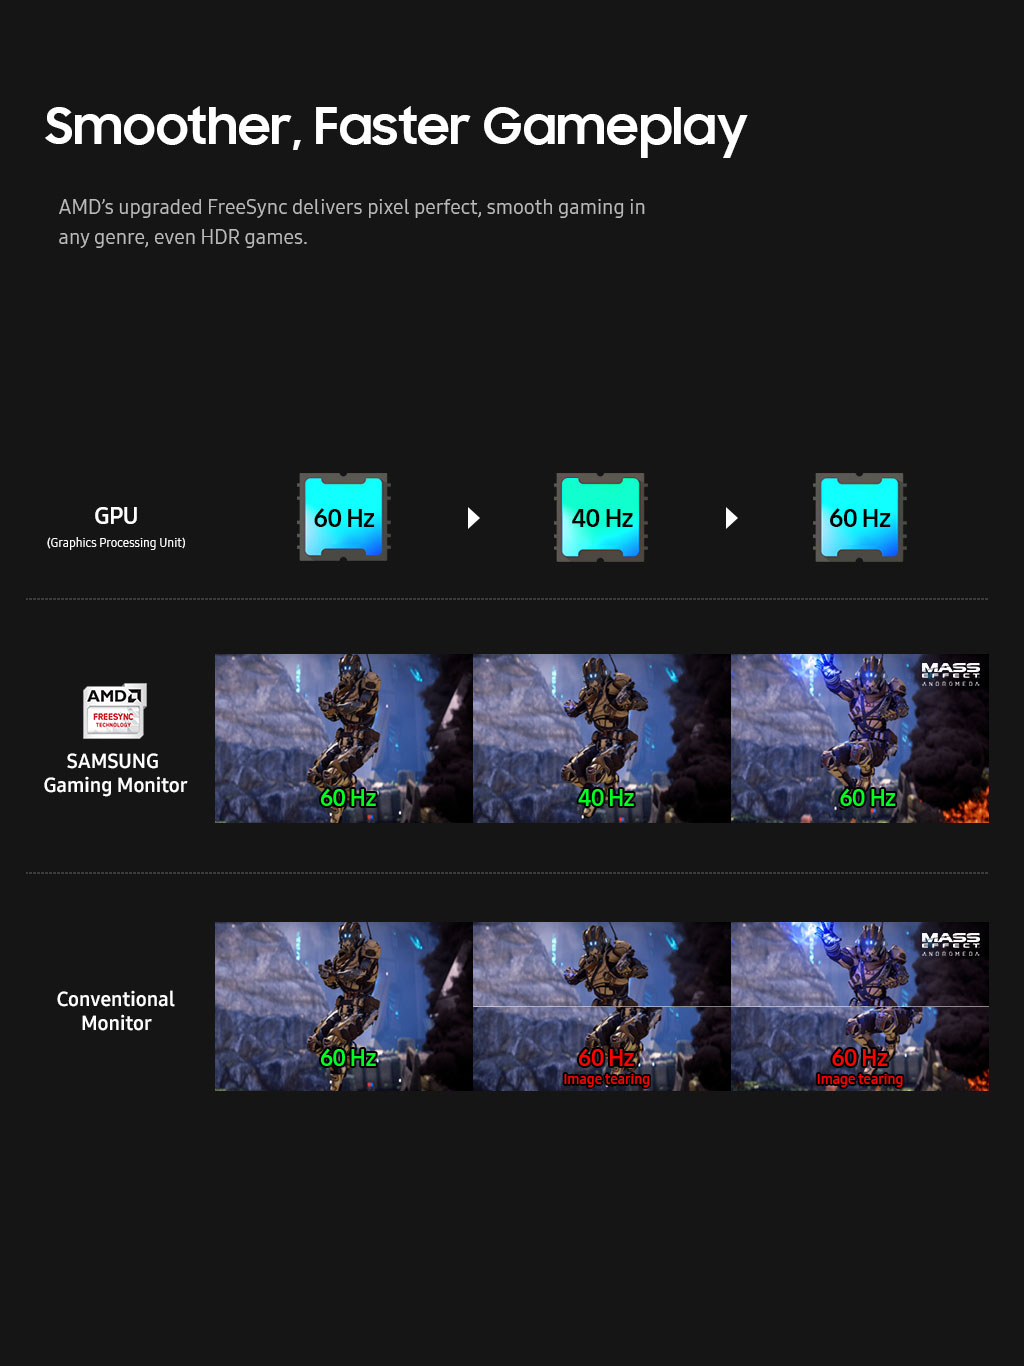 Smoother, Faster Gameplay
AMD's upgraded FreeSync delivers pixel perfect, smooth gaming in
any genre, even HDR games.
GPU
(Graphics Processing Unit)
60 Hz
40 Hz
60 Hz
AMD
FREESYNC
TECHNOLOGY
SAMSUNG
Gaming Monitor
60 Hz
40 Hz
MASS
EFFECT
ANDROMEDA
60 Hz
Conventional
Monitor
60 Hz
60 Hz
Image tearing
MASS
EFFECT
ANDROMEDA
60 Hz
Image tearing